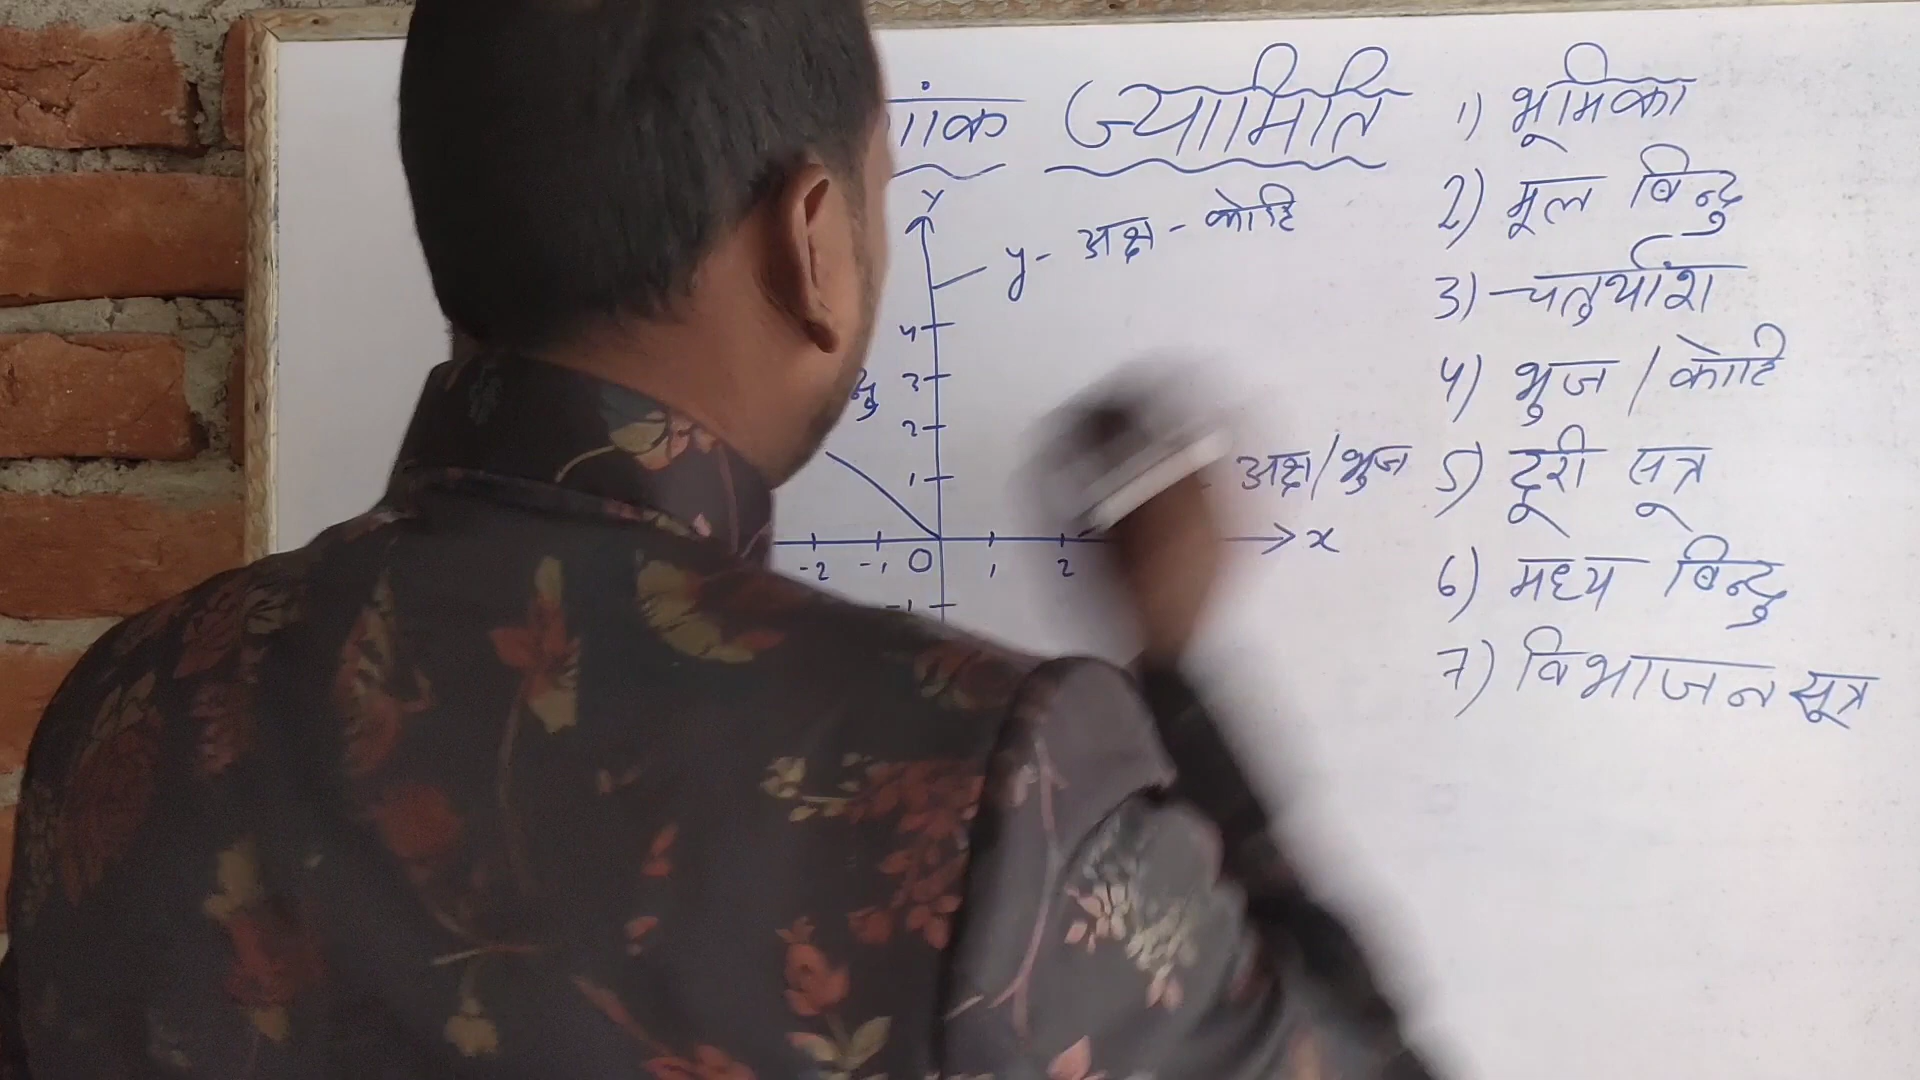 ज्यामिति
y
y - अक्ष - कोटि
4
3
2
1
-2 -1 O 1 2
x
-1
अक्ष/भुज
1) भूमिका
2) मूल बिन्दु
3) चतुर्थांश
4) भुज / कोटि
5) दूरी सूत्र
6) मध्य बिन्दु
7) विभाजन सूत्र